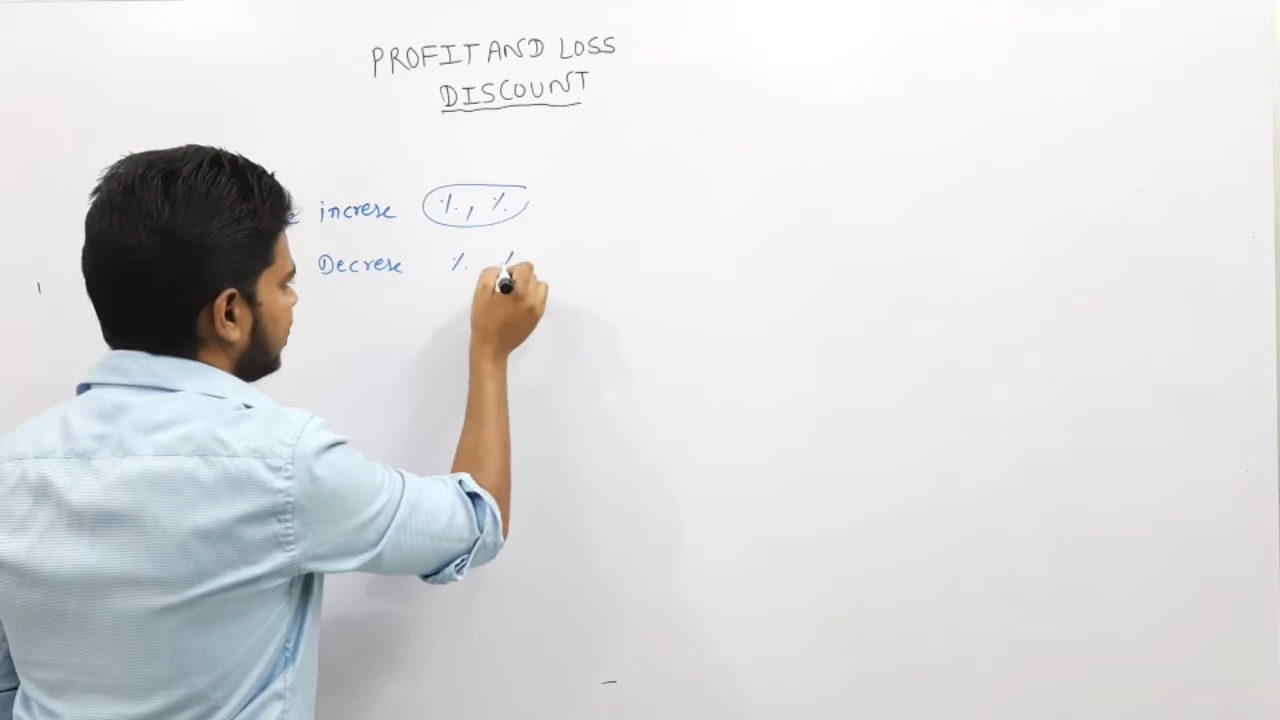 PROFIT AND LOSS
DISCOUNT
increse %, %
Decrese % %